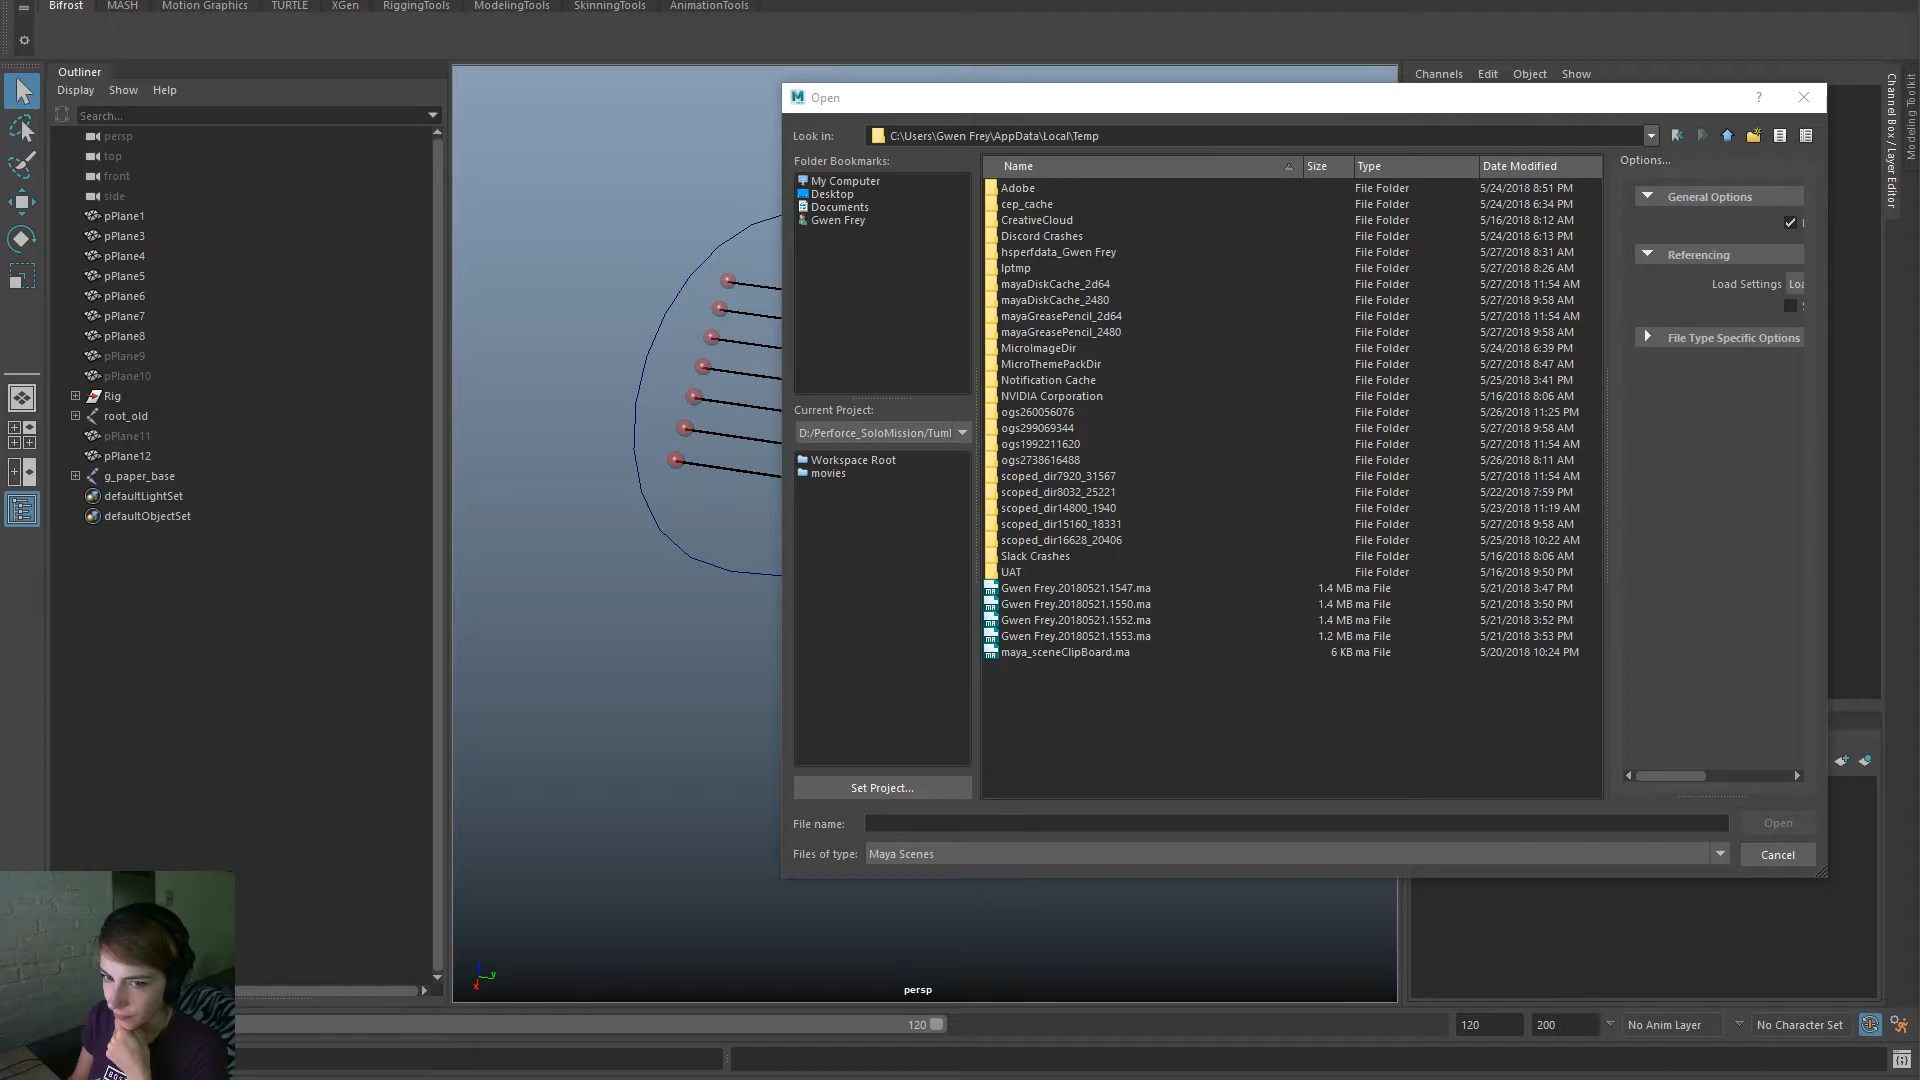 Bifrost MASH Motion Graphics TURTLE XGen RiggingTools ModelingTools SkinningTools AnimationTools
Outliner
Display Show Help
Search...
persp
top
front
side
pPlane1
pPlane3
pPlane4
pPlane5
pPlane6
pPlane7
pPlane8
pPlane9
pPlane10
Rig
root_old
pPlane11
pPlane12
g_paper_base
defaultLightSet
defaultObjectSet
Channels Edit Object Show
Channel Box / Layer Editor
Modeling Toolkit
Open
Look in: C:\Users\Gwen Frey\AppData\Local\Temp
Folder Bookmarks:
My Computer
Desktop
Documents
Gwen Frey
Current Project:
D:/Perforce_SoloMission/Tuml
Workspace Root
movies
Set Project...
Name Size Type Date Modified
Adobe File Folder 5/24/2018 8:51 PM
cep_cache File Folder 5/24/2018 6:34 PM
CreativeCloud File Folder 5/16/2018 8:12 AM
Discord Crashes File Folder 5/24/2018 6:13 PM
hsperfdata_Gwen Frey File Folder 5/27/2018 8:31 AM
lptmp File Folder 5/27/2018 8:26 AM
mayaDiskCache_2d64 File Folder 5/27/2018 11:54 AM
mayaDiskCache_2480 File Folder 5/27/2018 9:58 AM
mayaGreasePencil_2d64 File Folder 5/27/2018 11:54 AM
mayaGreasePencil_2480 File Folder 5/27/2018 9:58 AM
MicroImageDir File Folder 5/24/2018 6:39 PM
MicroThemePackDir File Folder 5/27/2018 8:47 AM
Notification Cache File Folder 5/25/2018 3:41 PM
NVIDIA Corporation File Folder 5/16/2018 8:06 AM
ogs260056076 File Folder 5/26/2018 11:25 PM
ogs299069344 File Folder 5/27/2018 9:58 AM
ogs1992211620 File Folder 5/27/2018 11:54 AM
ogs2738616488 File Folder 5/26/2018 8:11 AM
scoped_dir7920_31567 File Folder 5/27/2018 11:54 AM
scoped_dir8032_25221 File Folder 5/22/2018 7:59 PM
scoped_dir14800_1940 File Folder 5/23/2018 11:19 AM
scoped_dir15160_18331 File Folder 5/27/2018 9:58 AM
scoped_dir16628_20406 File Folder 5/25/2018 10:22 AM
Slack Crashes File Folder 5/16/2018 8:06 AM
UAT File Folder 5/16/2018 9:50 PM
Gwen Frey.20180521.1547.ma 1.4 MB ma File 5/21/2018 3:47 PM
Gwen Frey.20180521.1550.ma 1.4 MB ma File 5/21/2018 3:50 PM
Gwen Frey.20180521.1552.ma 1.4 MB ma File 5/21/2018 3:52 PM
Gwen Frey.20180521.1553.ma 1.2 MB ma File 5/21/2018 3:53 PM
maya_sceneClipBoard.ma 6 KB ma File 5/20/2018 10:24 PM
Options...
General Options
Referencing
Load Settings Loa
File Type Specific Options
File name:
Open
Files of type: Maya Scenes
Cancel
y
persp
120 120 200 No Anim Layer No Character Set